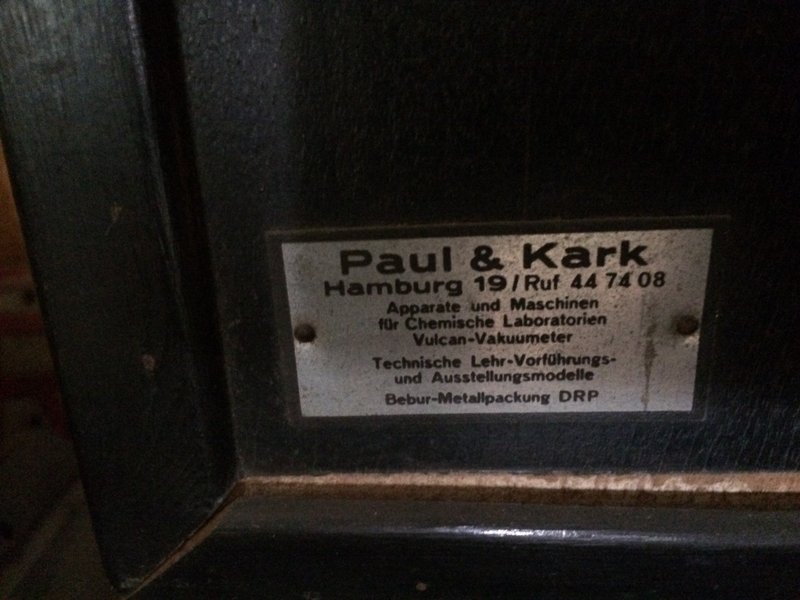 Paul & Kark
Hamburg 19 / Ruf 44 74 08
Apparate und Maschinen
für Chemische Laboratorien
Vulcan-Vakuumeter
Technische Lehr-Vorführungs-
und Ausstellungsmodelle
Bebur-Metallpackung DRP